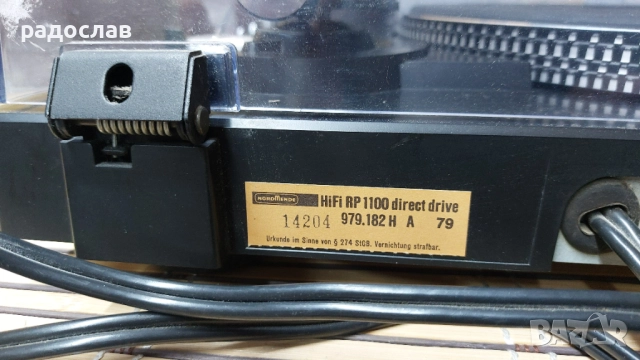 радослав
NORDMENDE HiFi RP 1100 direct drive
14204 979.182 H A 79
Urkunde im Sinne von § 274 StGB. Vernichtung strafbar.
BAZAR